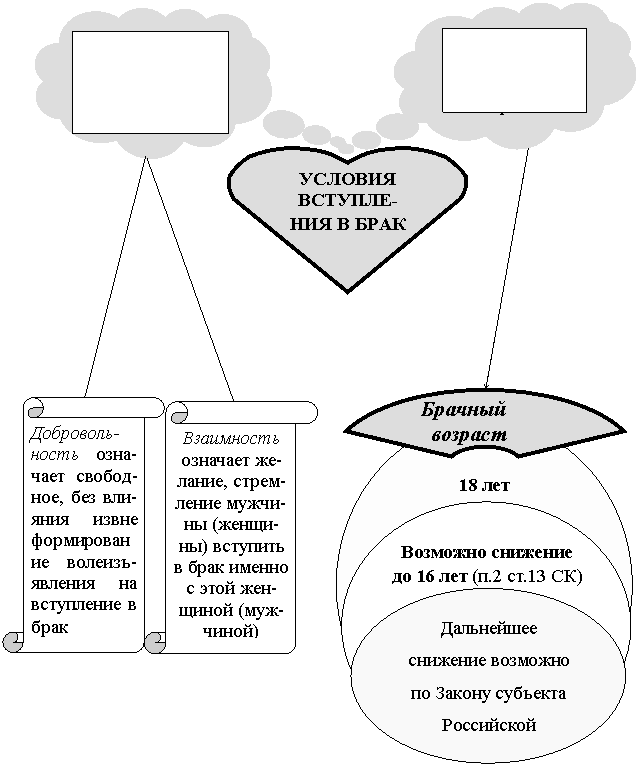 УСЛОВИЯ
ВСТУПЛЕ-
НИЯ В БРАК
Доброволь-
ность озна-
чает свобод-
ное, без вли-
яния извне
формирован
ие волеизъ-
явления на
вступление в
брак
Взаимность
означает же-
лание, стрем-
ление мужчи-
ны (женщи-
ны) вступить
в брак именно
с этой жен-
щиной (муж-
чиной)
Брачный
возраст
18 лет
Возможно снижение
до 16 лет (п.2 ст.13 СК)
Дальнейшее
снижение возможно
по Закону субъекта
Российской